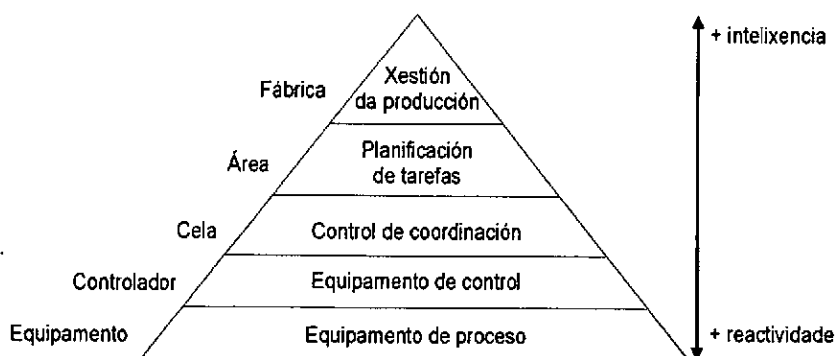 + intelixencia
Fábrica
Xestión
da producción
Área
Planificación
de tarefas
Cela
Control de coordinación
Controlador
Equipamento de control
Equipamento
Equipamento de proceso
+ reactividade